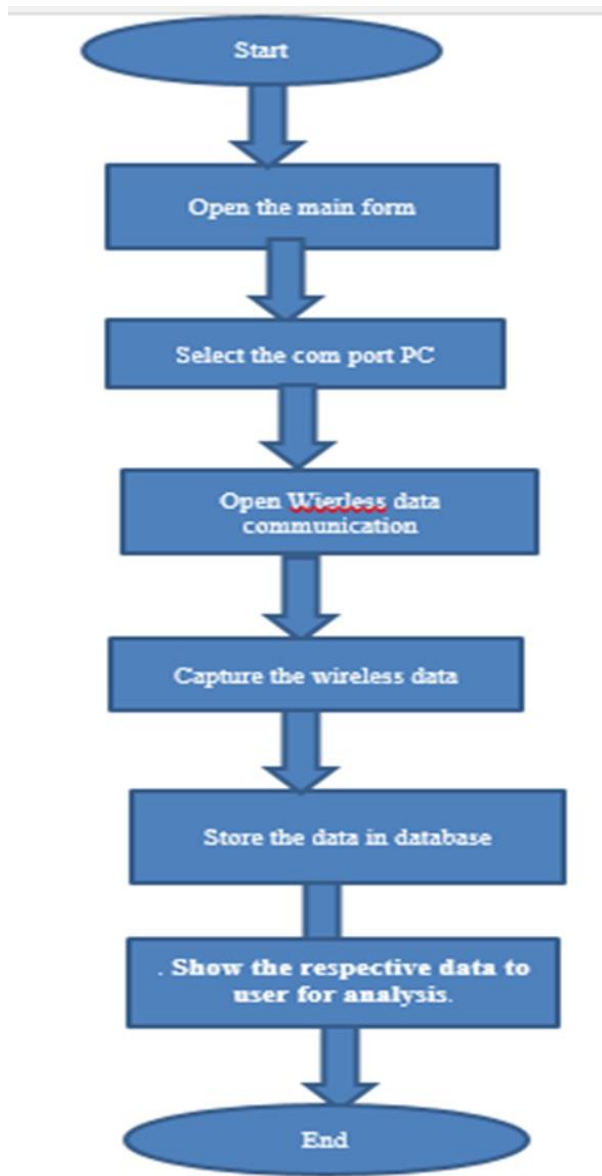 Start
Open the main form
Select the com port PC
Open Wierless data
communication
Capture the wireless data
Store the data in database
. Show the respective data to
user for analysis.
End